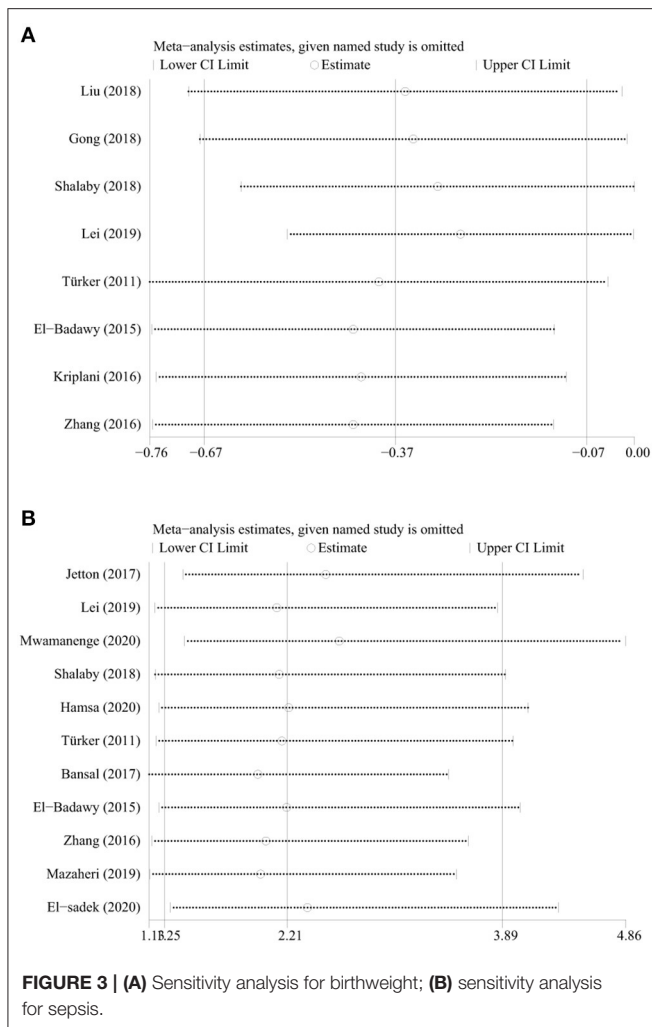 A
Meta−analysis estimates, given named study is omitted
Lower CI Limit Estimate Upper CI Limit
Liu (2018)
Gong (2018)
Shalaby (2018)
Lei (2019)
Türker (2011)
El−Badawy (2015)
Kriplani (2016)
Zhang (2016)
−0.76 −0.67 −0.37 −0.07 0.00
B
Meta−analysis estimates, given named study is omitted
Lower CI Limit Estimate Upper CI Limit
Jetton (2017)
Lei (2019)
Mwamanenge (2020)
Shalaby (2018)
Hamsa (2020)
Türker (2011)
Bansal (2017)
El−Badawy (2015)
Zhang (2016)
Mazaheri (2019)
El−sadek (2020)
2.21 3.89 4.86
FIGURE 3 | (A) Sensitivity analysis for birthweight; (B) sensitivity analysis
for sepsis.